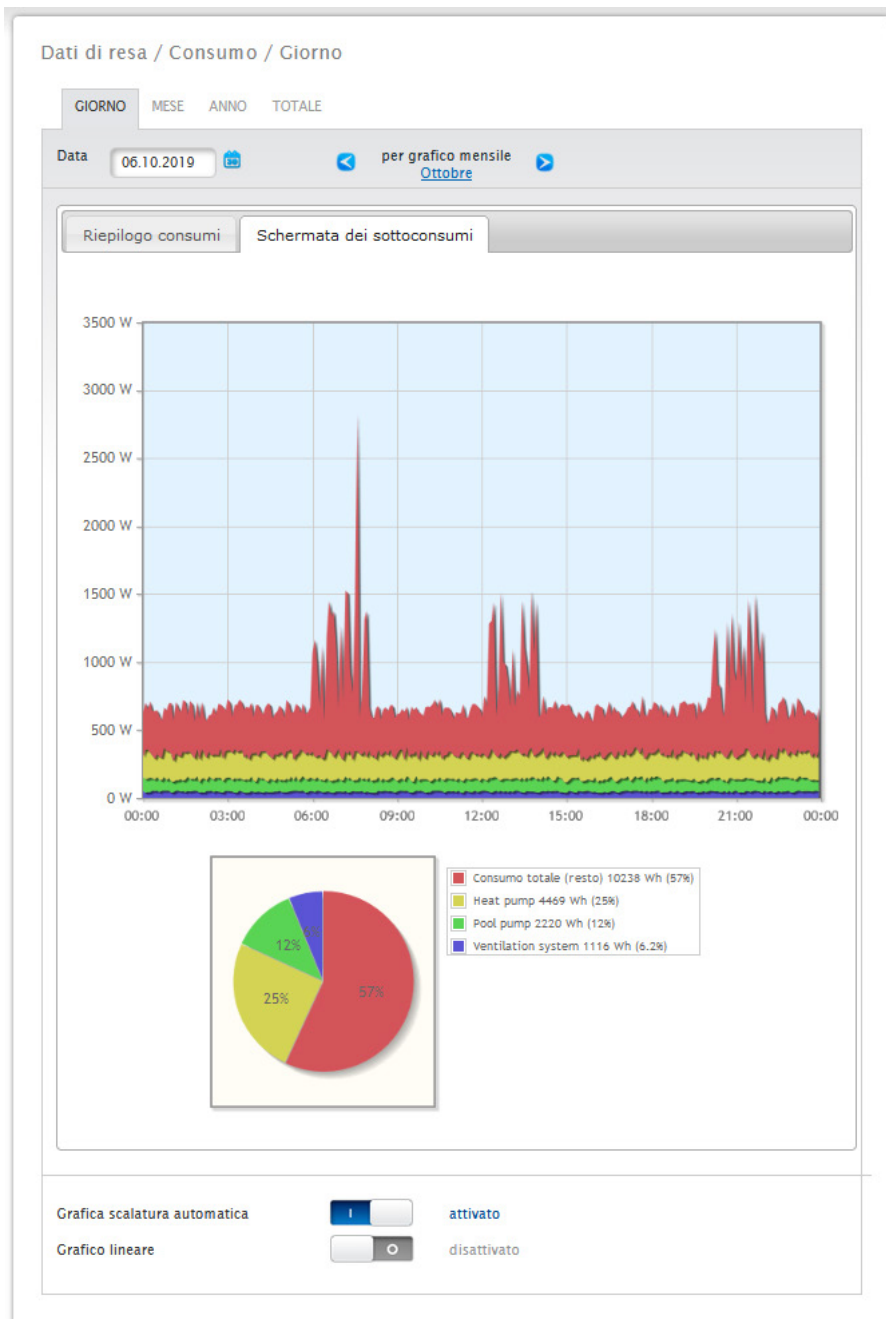 Dati di resa / Consumo / Giorno
GIORNO MESE ANNO TOTALE
Data 06.10.2019 per grafico mensile
Ottobre
Riepilogo consumi Schermata dei sottoconsumi
3500 W
3000 W
2500 W
2000 W
1500 W
1000 W
500 W
0 W
00:00 03:00 06:00 09:00 12:00 15:00 18:00 21:00 00:00
Consumo totale (resto) 10238 Wh (57%)
Heat pump 4469 Wh (25%)
Pool pump 2220 Wh (12%)
Ventilation system 1116 Wh (6.2%)
12%
57%
25%
Grafica scalatura automatica I attivato
Grafico lineare O disattivato